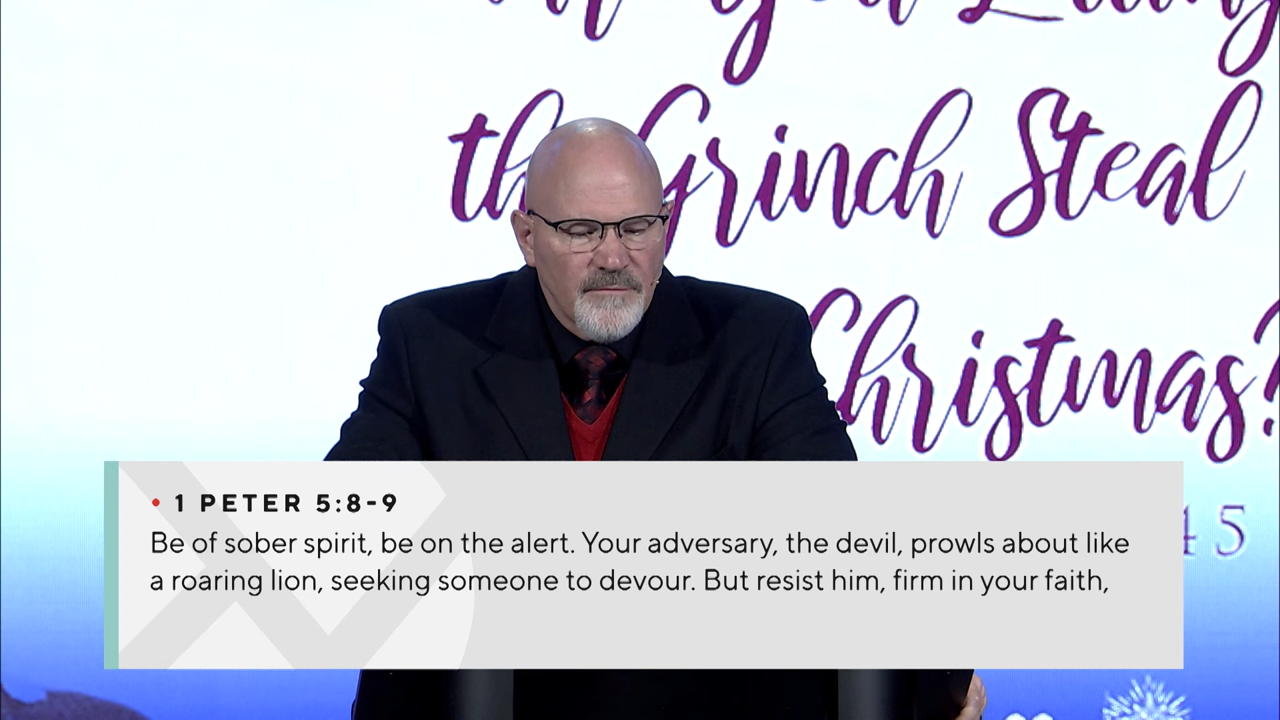 the Grinch Steal
Christmas?
45
• 1 PETER 5:8-9
Be of sober spirit, be on the alert. Your adversary, the devil, prowls about like
a roaring lion, seeking someone to devour. But resist him, firm in your faith,